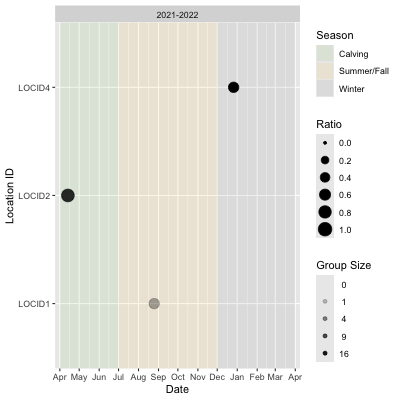 2021-2022
LOCID4
LOCID2
LOCID1
Location ID
Apr May Jun Jul Aug Sep Oct Nov Dec Jan Feb Mar Apr
Date
Season
Calving
Summer/Fall
Winter
Ratio
0.0
0.2
0.4
0.6
0.8
1.0
Group Size
0
1
4
9
16